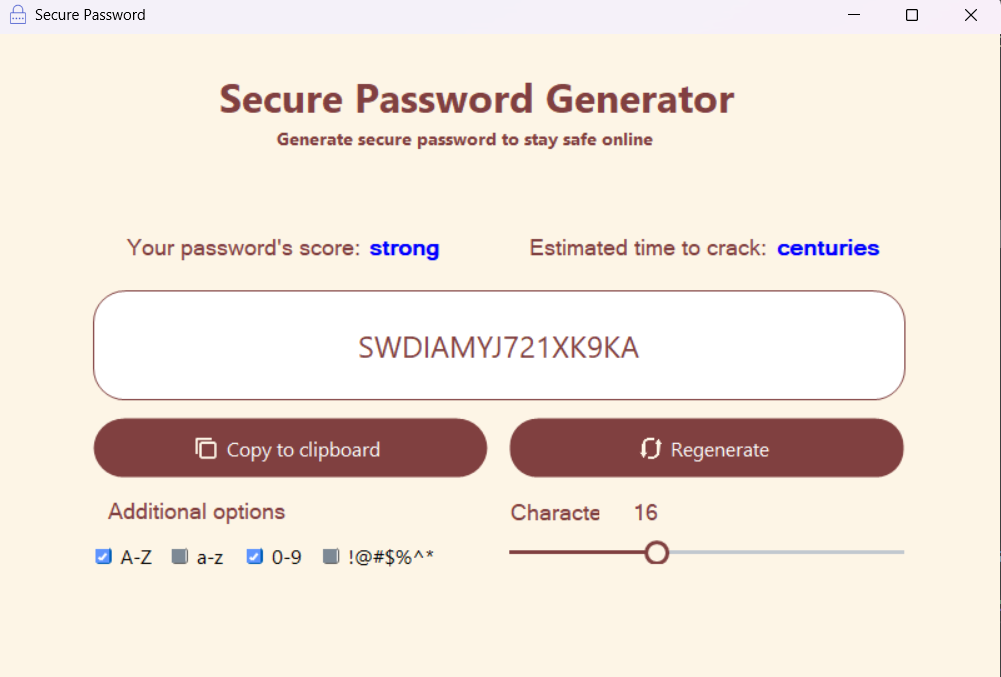 Secure Password
Secure Password Generator
Generate secure password to stay safe online
Your password's score: strong
Estimated time to crack: centuries
SWDIAMYJ721XK9KA
Copy to clipboard
Regenerate
Additional options
Characte 16
A-Z a-z 0-9 !@#$%^*